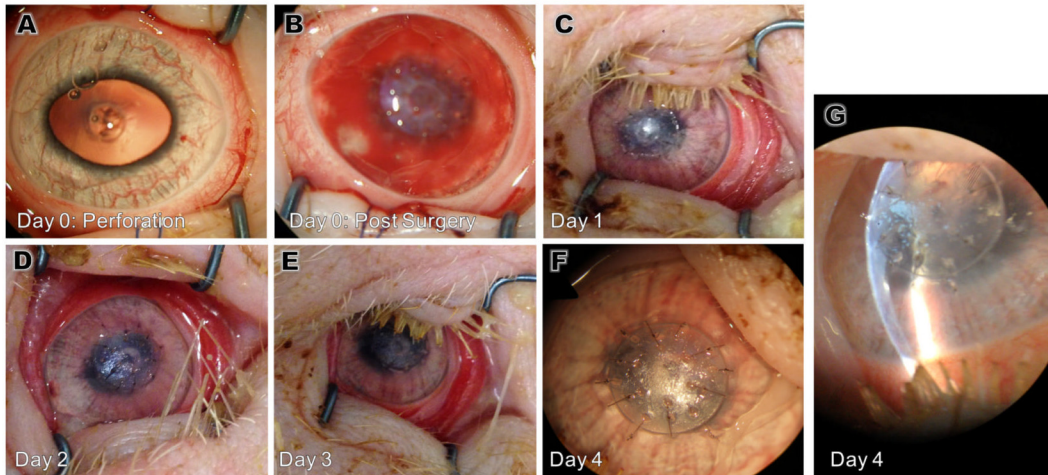 A
Day 0: Perforation
B
Day 0: Post Surgery
C
Day 1
D
Day 2
E
Day 3
F
Day 4
G
Day 4